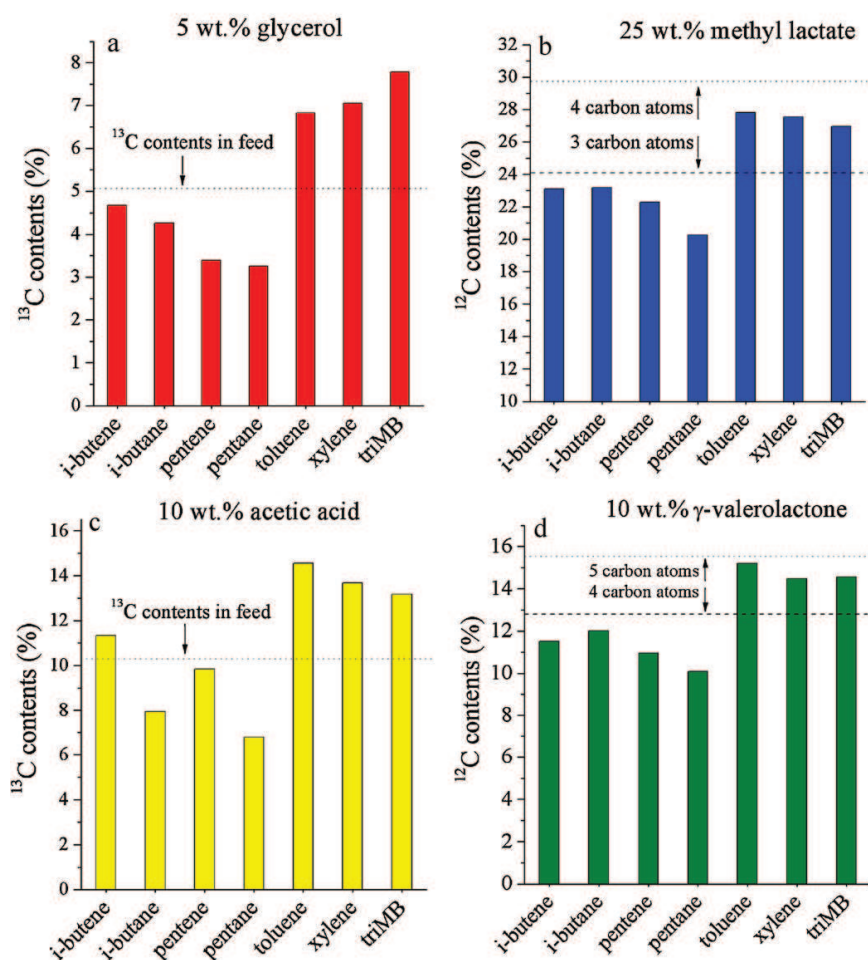 a
5 wt.% glycerol
8
7
6
5
4
3
2
1
0
¹³C contents (%)
¹³C contents in feed
i-butene
i-butane
pentene
pentane
toluene
xylene
triMB
b
25 wt.% methyl lactate
32
30
28
26
24
22
20
18
16
14
12
10
¹²C contents (%)
4 carbon atoms
3 carbon atoms
i-butene
i-butane
pentene
pentane
toluene
xylene
triMB
c
10 wt.% acetic acid
16
14
12
10
8
6
4
2
0
¹³C contents (%)
¹³C contents in feed
i-butene
i-butane
pentene
pentane
toluene
xylene
triMB
d
10 wt.% γ-valerolactone
16
14
12
10
8
6
4
2
0
¹²C contents (%)
5 carbon atoms
4 carbon atoms
i-butene
i-butane
pentene
pentane
toluene
xylene
triMB